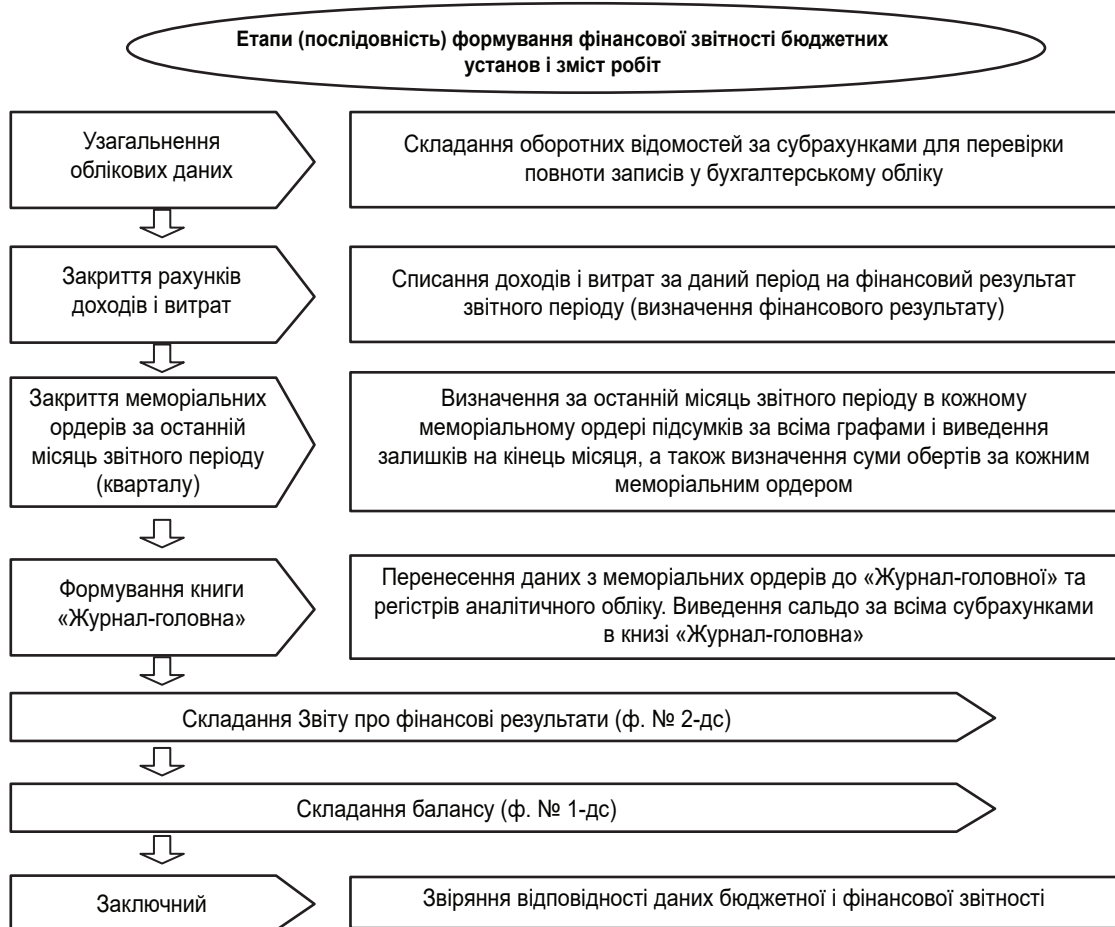 Етапи (послідовність) формування фінансової звітності бюджетних
установ і зміст робіт
Узагальнення
облікових даних
Складання оборотних відомостей за субрахунками для перевірки
повноти записів у бухгалтерському обліку
Закриття рахунків
доходів і витрат
Списання доходів і витрат за даний період на фінансовий результат
звітного періоду (визначення фінансового результату)
Закриття меморіальних
ордерів за останній
місяць звітного періоду
(кварталу)
Визначення за останній місяць звітного періоду в кожному
меморіальному ордері підсумків за всіма графами і виведення
залишків на кінець місяця, а також визначення суми обертів за кожним
меморіальним ордером
Формування книги
«Журнал-головна»
Перенесення даних з меморіальних ордерів до «Журнал-головної» та
регістрів аналітичного обліку. Виведення сальдо за всіма субрахунками
в книзі «Журнал-головна»
Складання Звіту про фінансові результати (ф. № 2-дс)
Складання балансу (ф. № 1-дс)
Заключний
Звіряння відповідності даних бюджетної і фінансової звітності